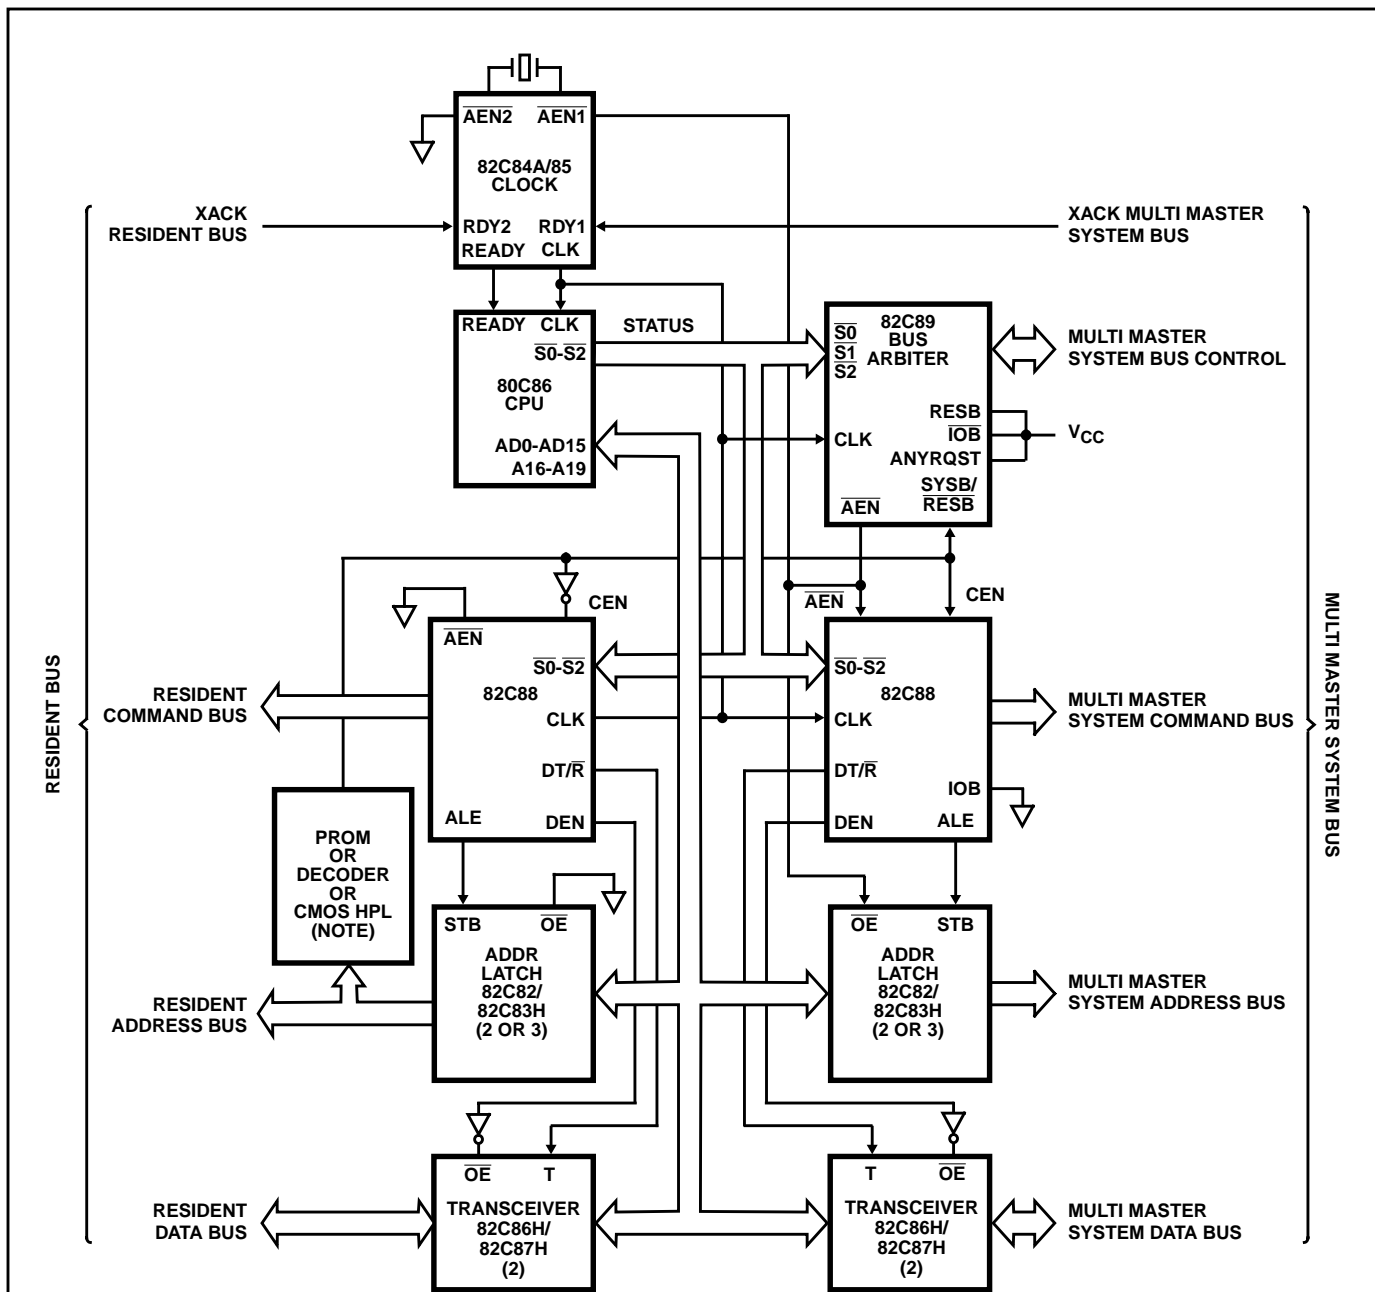 AEN2 AEN1
82C84A/85
CLOCK
RDY2 RDY1
READY CLK
XACK
RESIDENT BUS
XACK MULTI MASTER
SYSTEM BUS
READY CLK
S0-S2
80C86
CPU
AD0-AD15
A16-A19
STATUS
82C89
BUS
ARBITER
S0
S1
S2
CLK
RESB
IOB
ANYRQST
SYSB/
RESB
AEN
MULTI MASTER
SYSTEM BUS CONTROL
VCC
CEN
AEN
CEN
AEN
S0-S2
82C88
CLK
DT/R
ALE DEN
S0-S2
82C88
CLK
DT/R
IOB
DEN ALE
RESIDENT BUS
MULTI MASTER SYSTEM BUS
RESIDENT
COMMAND BUS
MULTI MASTER
SYSTEM COMMAND BUS
PROM
OR
DECODER
OR
CMOS HPL
(NOTE)
STB OE
ADDR
LATCH
82C82/
82C83H
(2 OR 3)
OE STB
ADDR
LATCH
82C82/
82C83H
(2 OR 3)
RESIDENT
ADDRESS BUS
MULTI MASTER
SYSTEM ADDRESS BUS
OE T
TRANSCEIVER
82C86H/
82C87H
(2)
T OE
TRANSCEIVER
82C86H/
82C87H
(2)
RESIDENT
DATA BUS
MULTI MASTER
SYSTEM DATA BUS